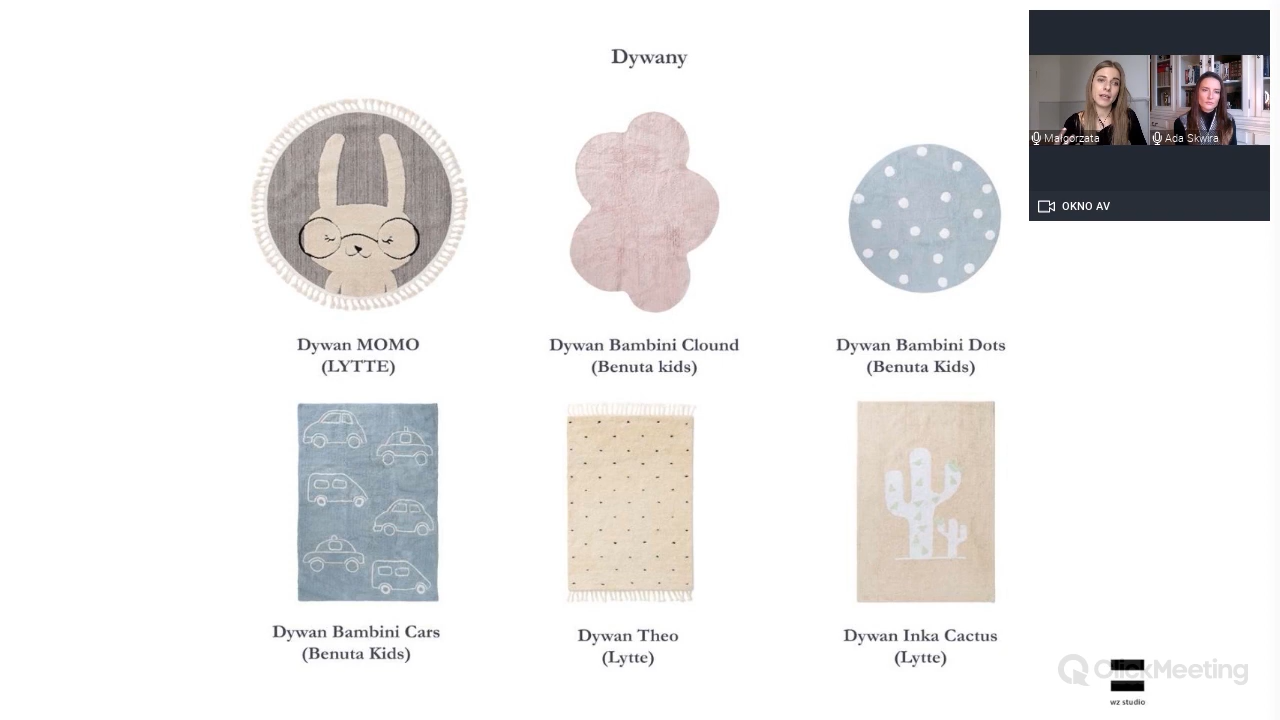 Dywany
Małgorzata
Ada Skwira
OKNO AV
Dywan MOMO
(LYTTE)
Dywan Bambini Clound
(Benuta kids)
Dywan Bambini Dots
(Benuta Kids)
Dywan Bambini Cars
(Benuta Kids)
Dywan Theo
(Lytte)
Dywan Inka Cactus
(Lytte)
ClickMeeting
wz studio